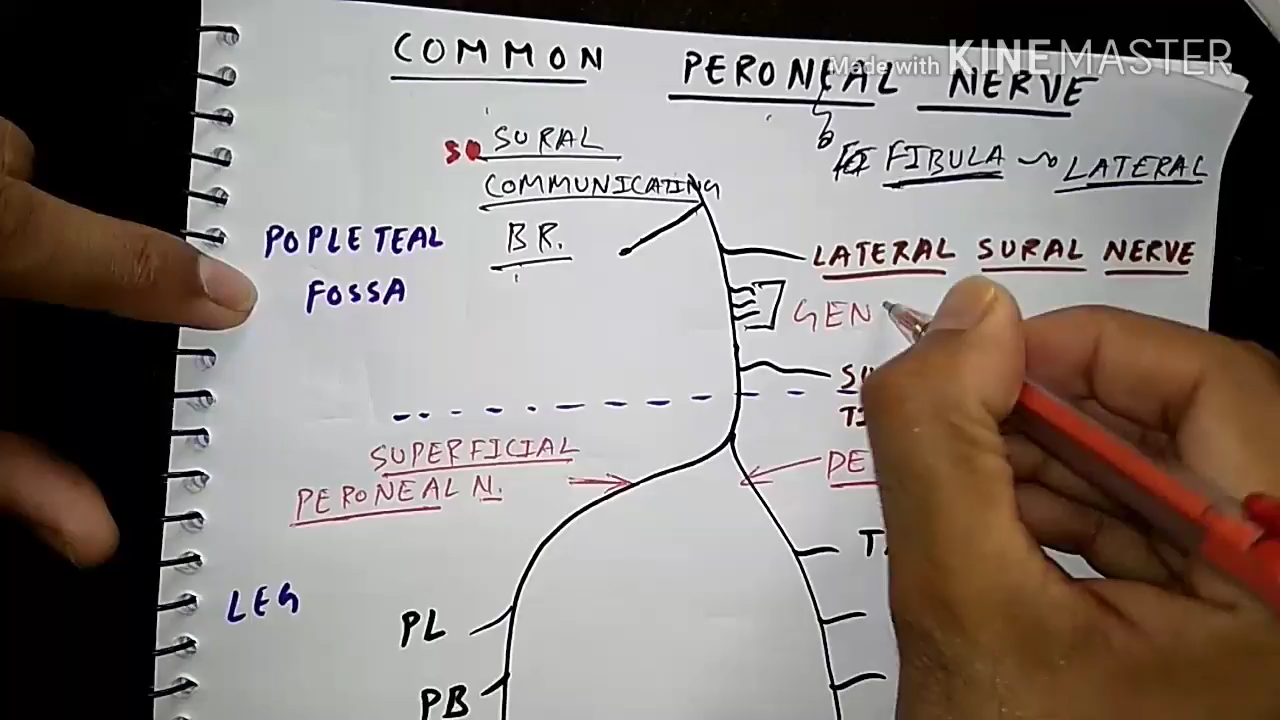 COMMON PERONEAL NERVE
Made with KINEMASTER
FIBULA LATERAL
SURAL
COMMUNICATING
BR.
POPLETEAL
FOSSA
LATERAL SURAL NERVE
GEN
SUPERFICIAL
PERONEAL N.
LEG
PL
PB